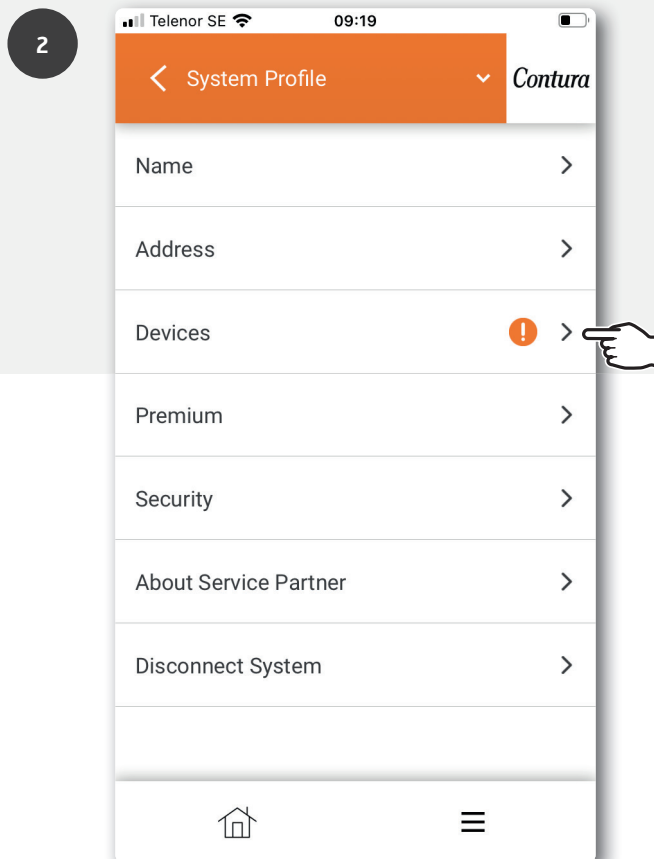 2
Telenor SE 09:19
System Profile
Contura
Name
Address
Devices
!
Premium
Security
About Service Partner
Disconnect System